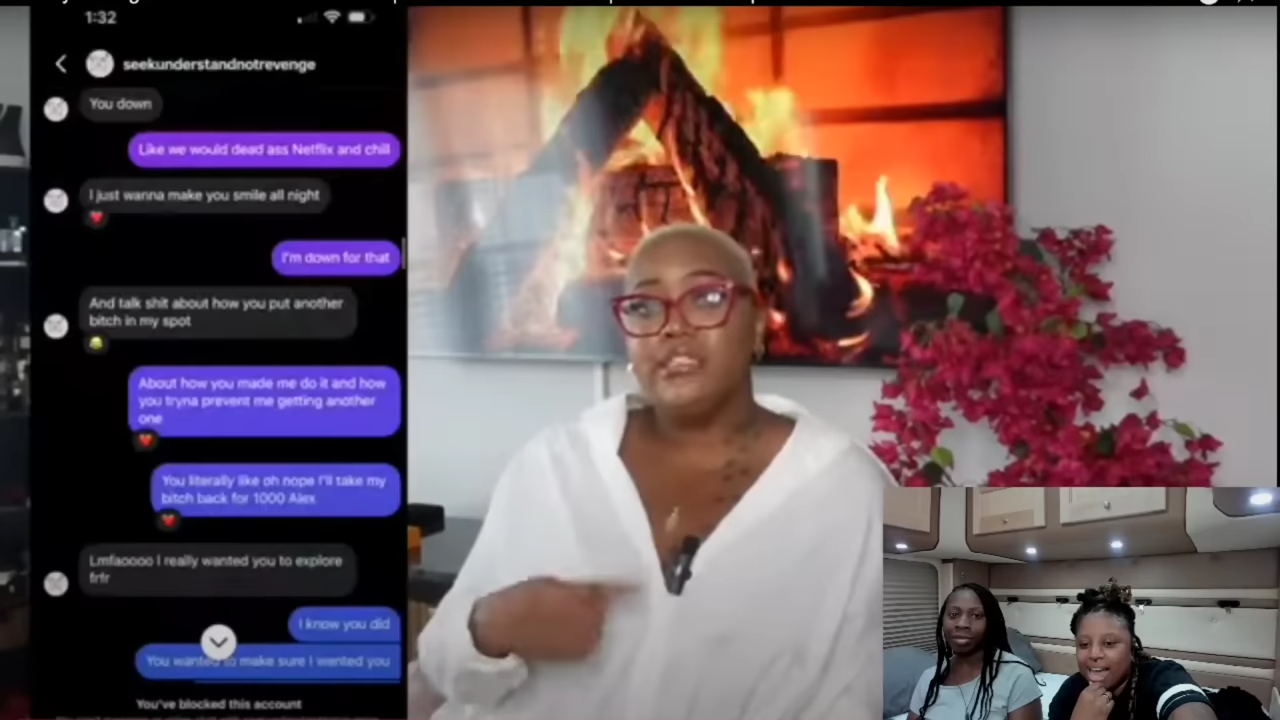 1:32
seekunderstandnotrevenge
You down
Like we would dead ass Netflix and chill
I just wanna make you smile all night
I'm down for that
And talk shit about how you put another
bitch in my spot
About how you made me do it and how
you tryna prevent me getting another
one
You literally like oh nope I'll take my
bitch back for 1000 Alex
Lmfaoooo I really wanted you to explore
frfr
I know you did
You wanted to make sure I wanted you
You've blocked this account